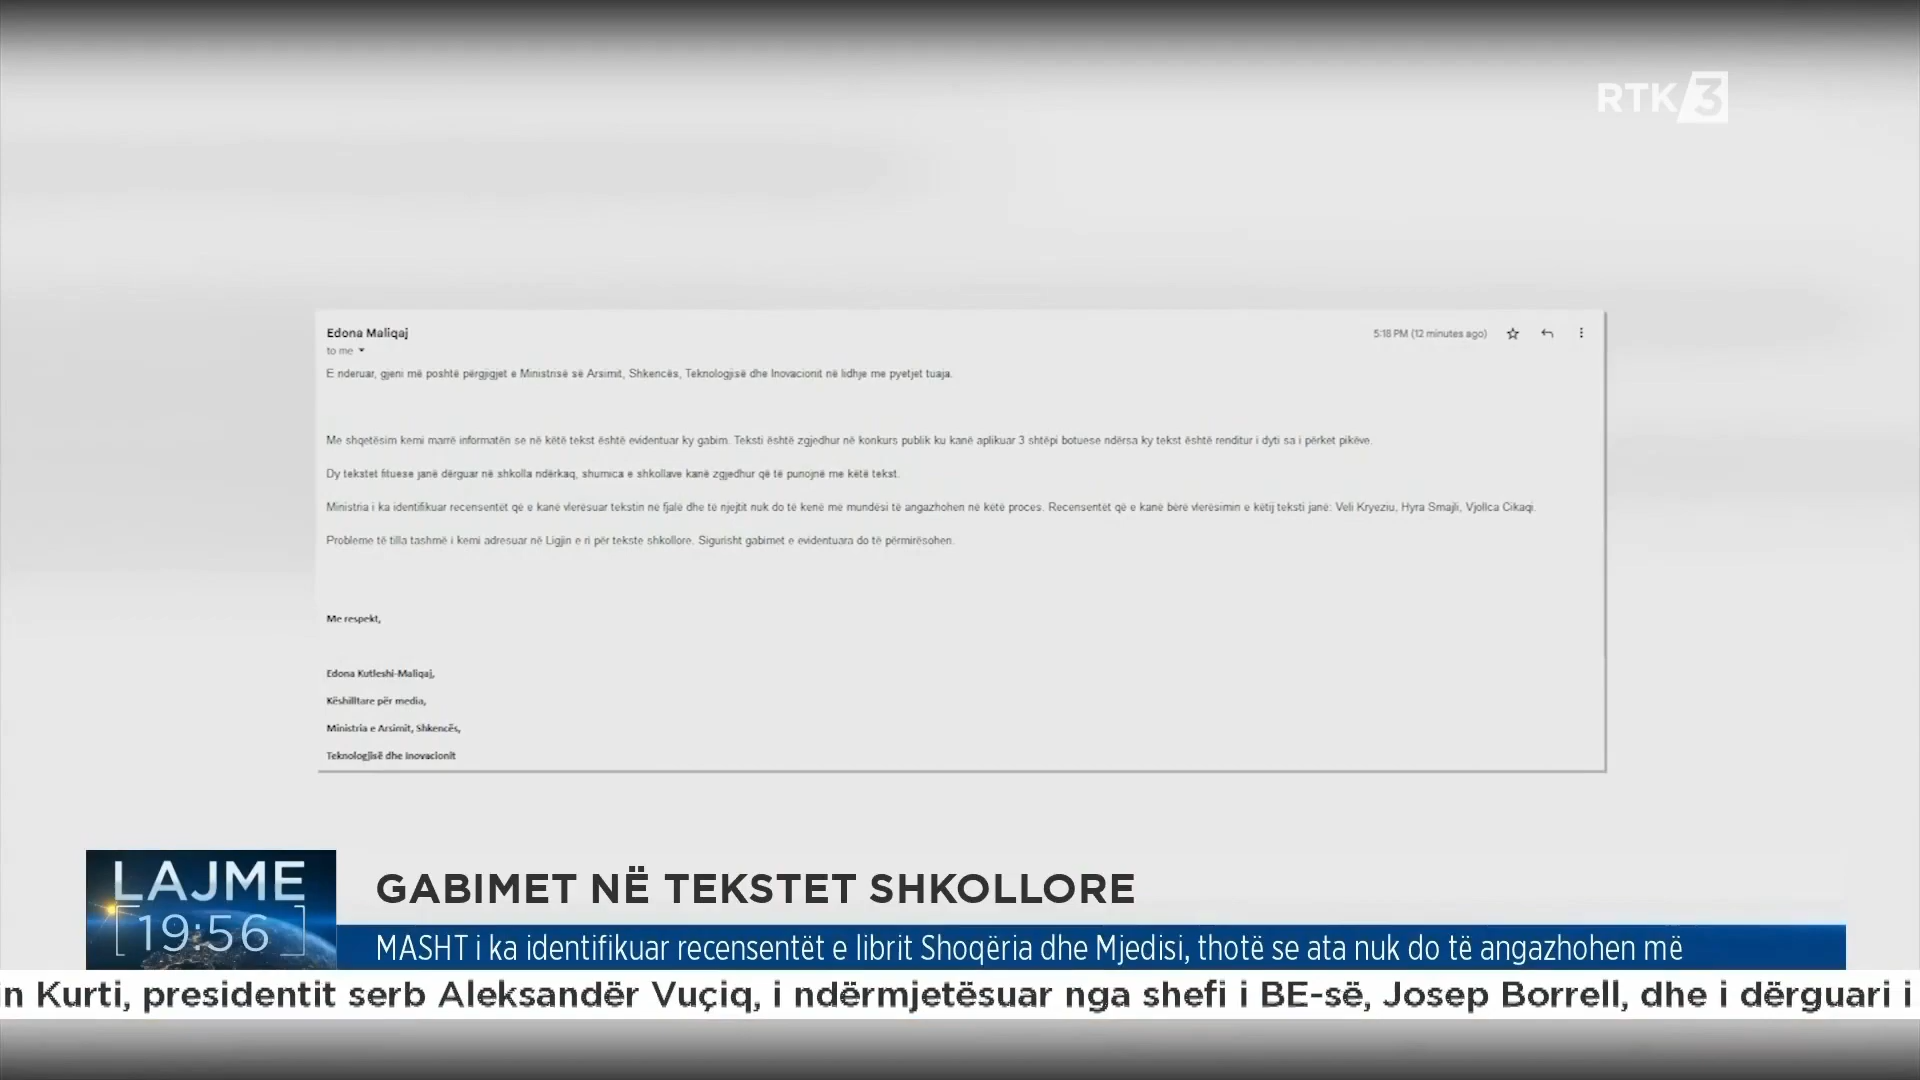 RTK 3
Edona Maliqaj
5:18 PM (12 minutes ago)
to me
E nderuar, gjeni më poshtë përgjigjet e Ministrisë së Arsimit, Shkencës, Teknologjisë dhe Inovacionit në lidhje me pyetjet tuaja.
Me shqetësim kemi marrë informatën se në këtë tekst është evidentuar ky gabim. Teksti është zgjedhur në konkurs publik ku kanë aplikuar 3 shtëpi botuese ndërsa ky tekst është renditur i dyti sa i përket pikëve.
Dy tekstet fituese janë dërguar në shkolla ndërkaq, shumica e shkollave kanë zgjedhur që të punojnë me këtë tekst.
Ministria i ka identifikuar recensentët që e kanë vlerësuar tekstin në fjalë dhe të njejtit nuk do të kenë më mundësi të angazhohen në këtë proces. Recensentët që e kanë bërë vlerësimin e këtij teksti janë: Veli Kryeziu, Hyra Smajli, Vjollca Cikaqi.
Probleme të tilla tashmë i kemi adresuar në Ligjin e ri për tekste shkollore. Sigurisht gabimet e evidentuara do të përmirësohen.
Me respekt,
Edona Kutleshi-Maliqaj,
Këshilltare për media,
Ministria e Arsimit, Shkencës,
Teknologjisë dhe Inovacionit
LAJME
19:56
GABIMET NË TEKSTET SHKOLLORE
MASHT i ka identifikuar recensentët e librit Shoqëria dhe Mjedisi, thotë se ata nuk do të angazhohen më
in Kurti, presidentit serb Aleksandër Vuçiq, i ndërmjetësuar nga shefi i BE-së, Josep Borrell, dhe i dërguari i